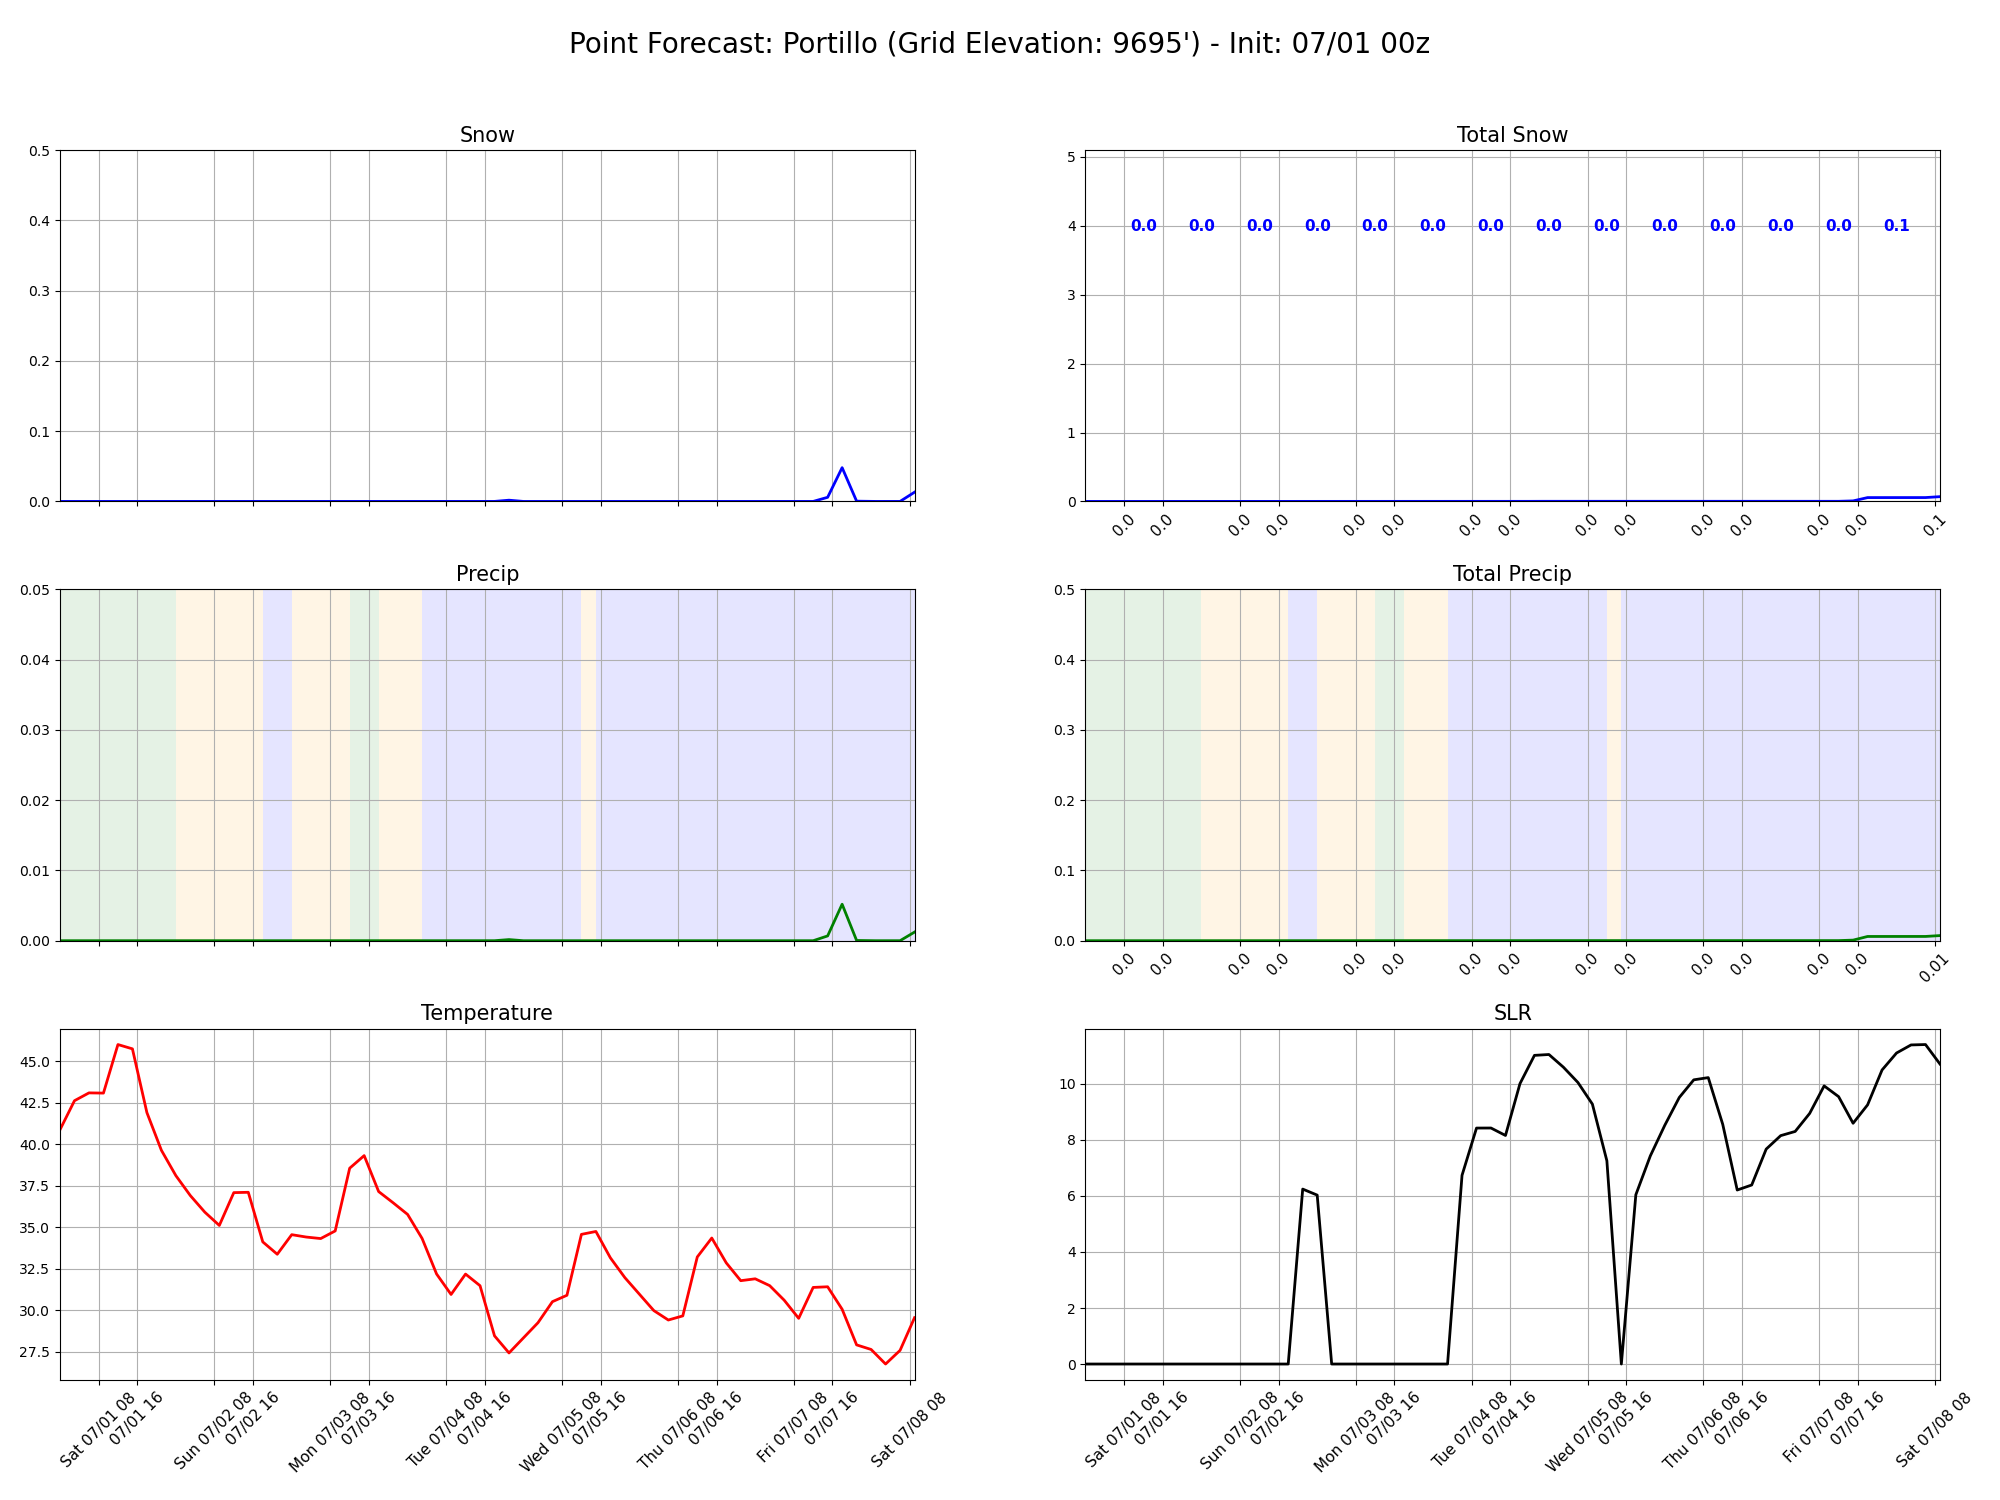 Point Forecast: Portillo (Grid Elevation: 9695') - Init: 07/01 00z
Snow
0.5
0.4
0.3
0.2
0.1
0.0
Total Snow
5
4
3
2
1
0
0.0 0.0 0.0 0.0 0.0 0.0 0.0 0.0 0.0 0.0 0.0 0.0 0.0 0.1
0.0 0.0 0.0 0.0 0.0 0.0 0.0 0.0 0.0 0.0 0.0 0.0 0.0 0.0 0.1
Precip
0.05
0.04
0.03
0.02
0.01
0.00
Total Precip
0.5
0.4
0.3
0.2
0.1
0.0
0.0 0.0 0.0 0.0 0.0 0.0 0.0 0.0 0.0 0.0 0.0 0.0 0.0 0.0 0.01
Temperature
45.0
42.5
40.0
37.5
35.0
32.5
30.0
27.5
Sat 07/01 08
07/01 16
Sun 07/02 08
07/02 16
Mon 07/03 08
07/03 16
Tue 07/04 08
07/04 16
Wed 07/05 08
07/05 16
Thu 07/06 08
07/06 16
Fri 07/07 08
07/07 16
Sat 07/08 08
SLR
10
8
6
4
2
0
Sat 07/01 08
07/01 16
Sun 07/02 08
07/02 16
Mon 07/03 08
07/03 16
Tue 07/04 08
07/04 16
Wed 07/05 08
07/05 16
Thu 07/06 08
07/06 16
Fri 07/07 08
07/07 16
Sat 07/08 08